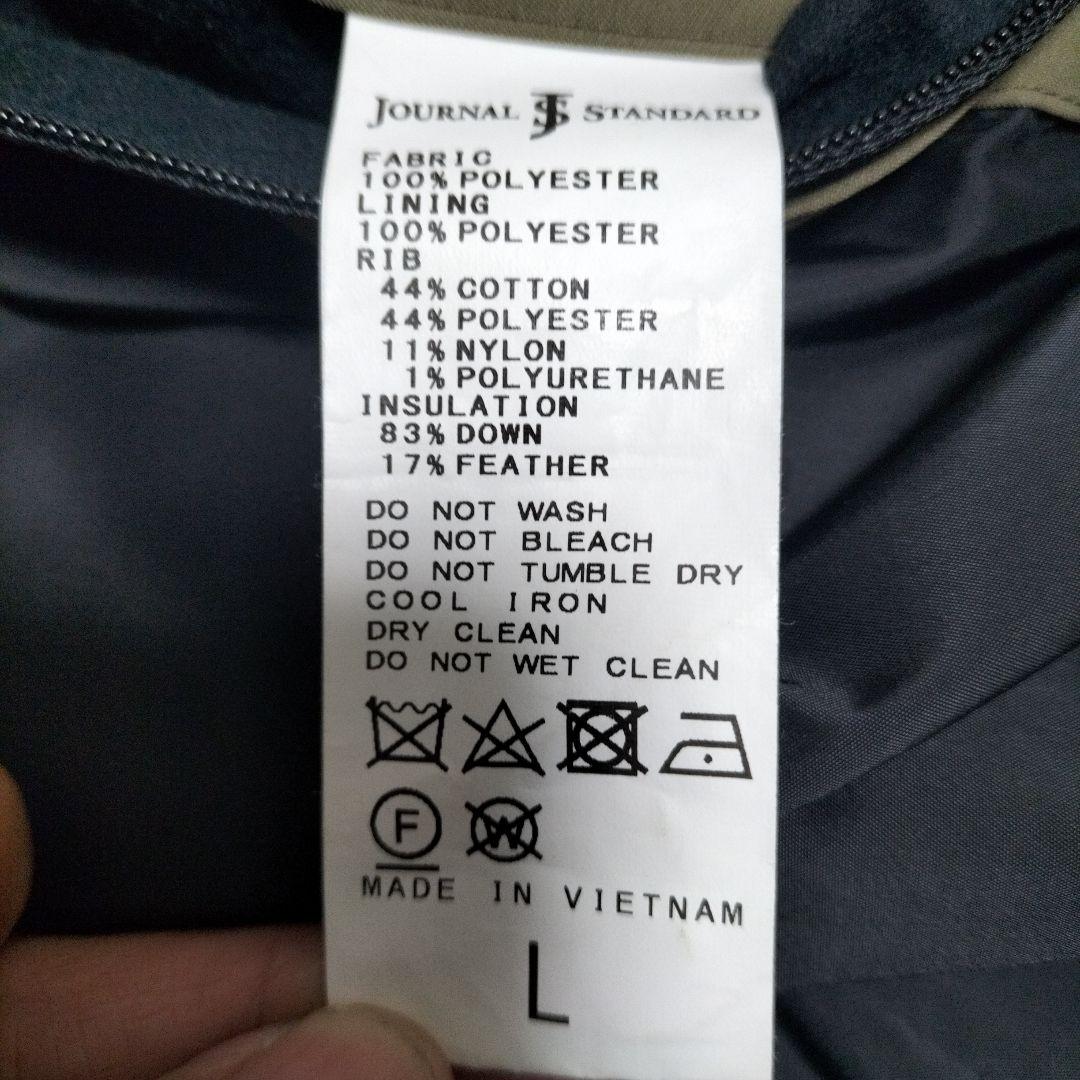 JOURNAL JS STANDARD
FABRIC
100% POLYESTER
LINING
100% POLYESTER
RIB
44% COTTON
44% POLYESTER
11% NYLON
1% POLYURETHANE
INSULATION
83% DOWN
17% FEATHER
DO NOT WASH
DO NOT BLEACH
DO NOT TUMBLE DRY
COOL IRON
DRY CLEAN
DO NOT WET CLEAN
F W
MADE IN VIETNAM
L